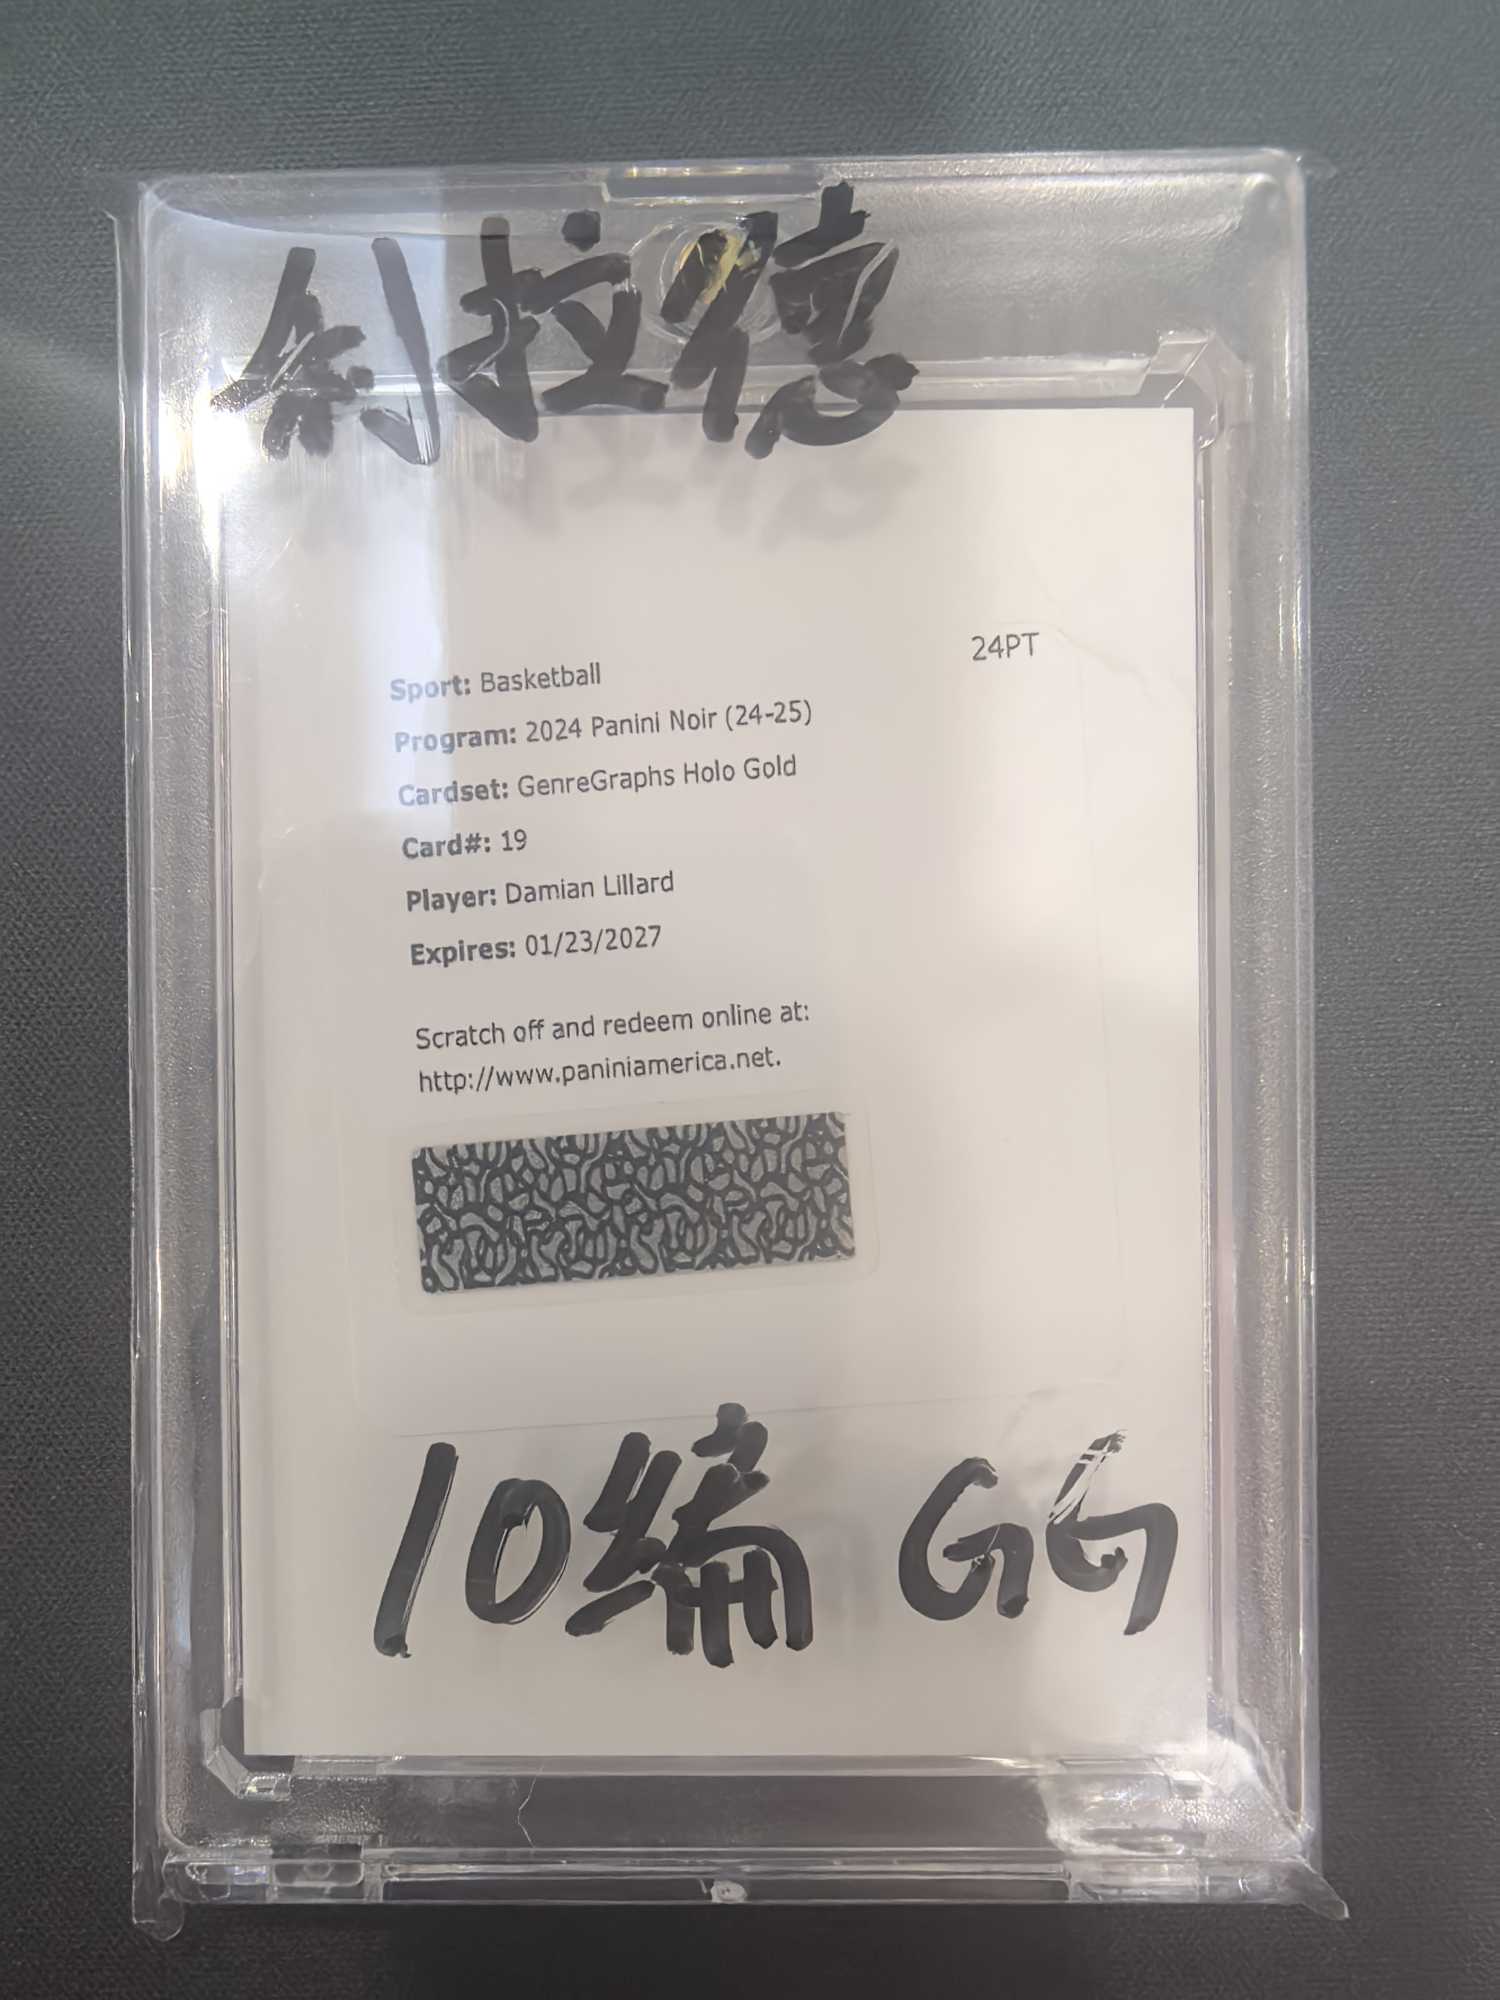 利拉德
24PT
Sport: Basketball
Program: 2024 Panini Noir (24-25)
Cardset: GenreGraphs Holo Gold
Card#: 19
Player: Damian Lillard
Expires: 01/23/2027
Scratch off and redeem online at:
http://www.paniniamerica.net.
10编 GG